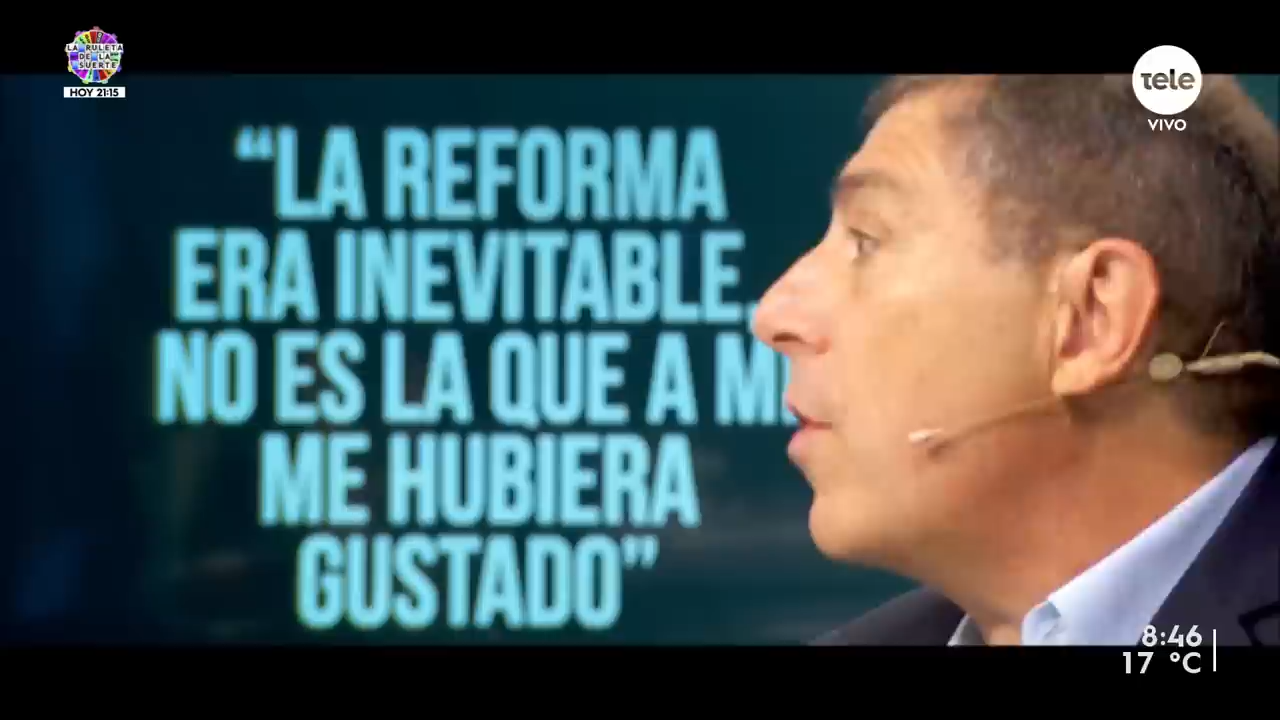 LA RULETA
DE LA
SUERTE
HOY 21:15
tele
VIVO
“LA REFORMA
ERA INEVITABLE.
NO ES LA QUE A MÍ
ME HUBIERA
GUSTADO”
8:46
17 °C